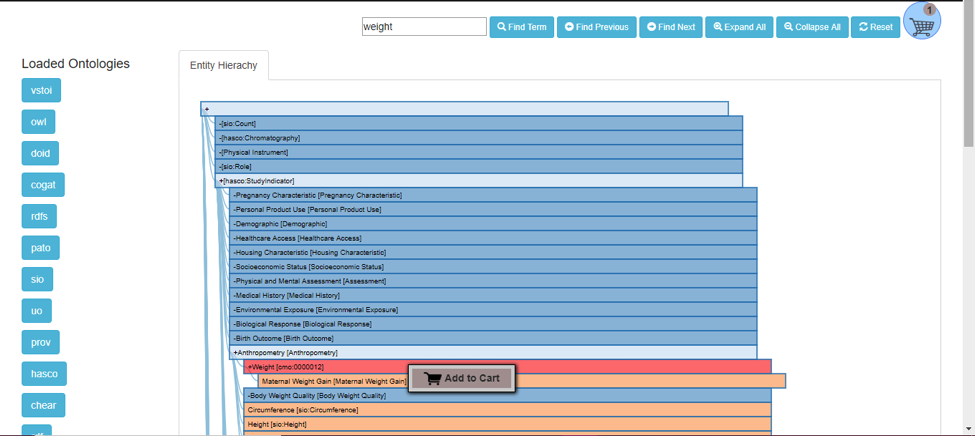 weight
Find Term
Find Previous
Find Next
Expand All
Collapse All
Reset
1
Loaded Ontologies
Entity Hierachy
vstoi
owl
doid
cogat
rdfs
pato
sio
uo
prov
hasco
chear
+
-[sio:Count]
-[hasco:Chromatography]
-[Physical Instrument]
-[sio:Role]
+[hasco:StudyIndicator]
-Pregnancy Characteristic [Pregnancy Characteristic]
-Personal Product Use [Personal Product Use]
-Demographic [Demographic]
-Healthcare Access [Healthcare Access]
-Housing Characteristic [Housing Characteristic]
-Socioeconomic Status [Socioeconomic Status]
-Physical and Mental Assessment [Assessment]
-Medical History [Medical History]
-Environmental Exposure [Environmental Exposure]
-Biological Response [Biological Response]
-Birth Outcome [Birth Outcome]
+Anthropometry [Anthropometry]
+Weight [cmo:0000012]
Maternal Weight Gain [Maternal Weight Gain]
Add to Cart
-Body Weight Quality [Body Weight Quality]
Circumference [sio:Circumference]
Height [sio:Height]